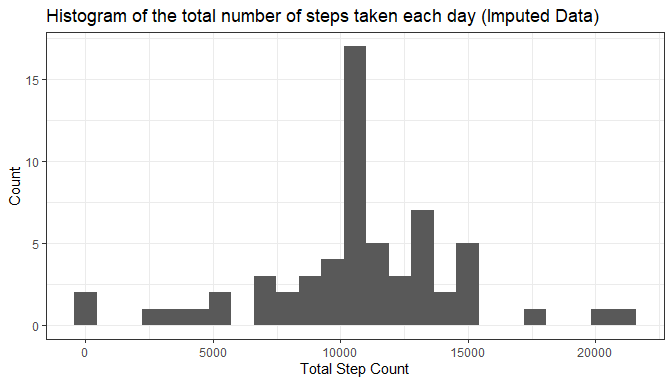 Histogram of the total number of steps taken each day (Imputed Data)
15
10
5
0
Count
0 5000 10000 15000 20000
Total Step Count